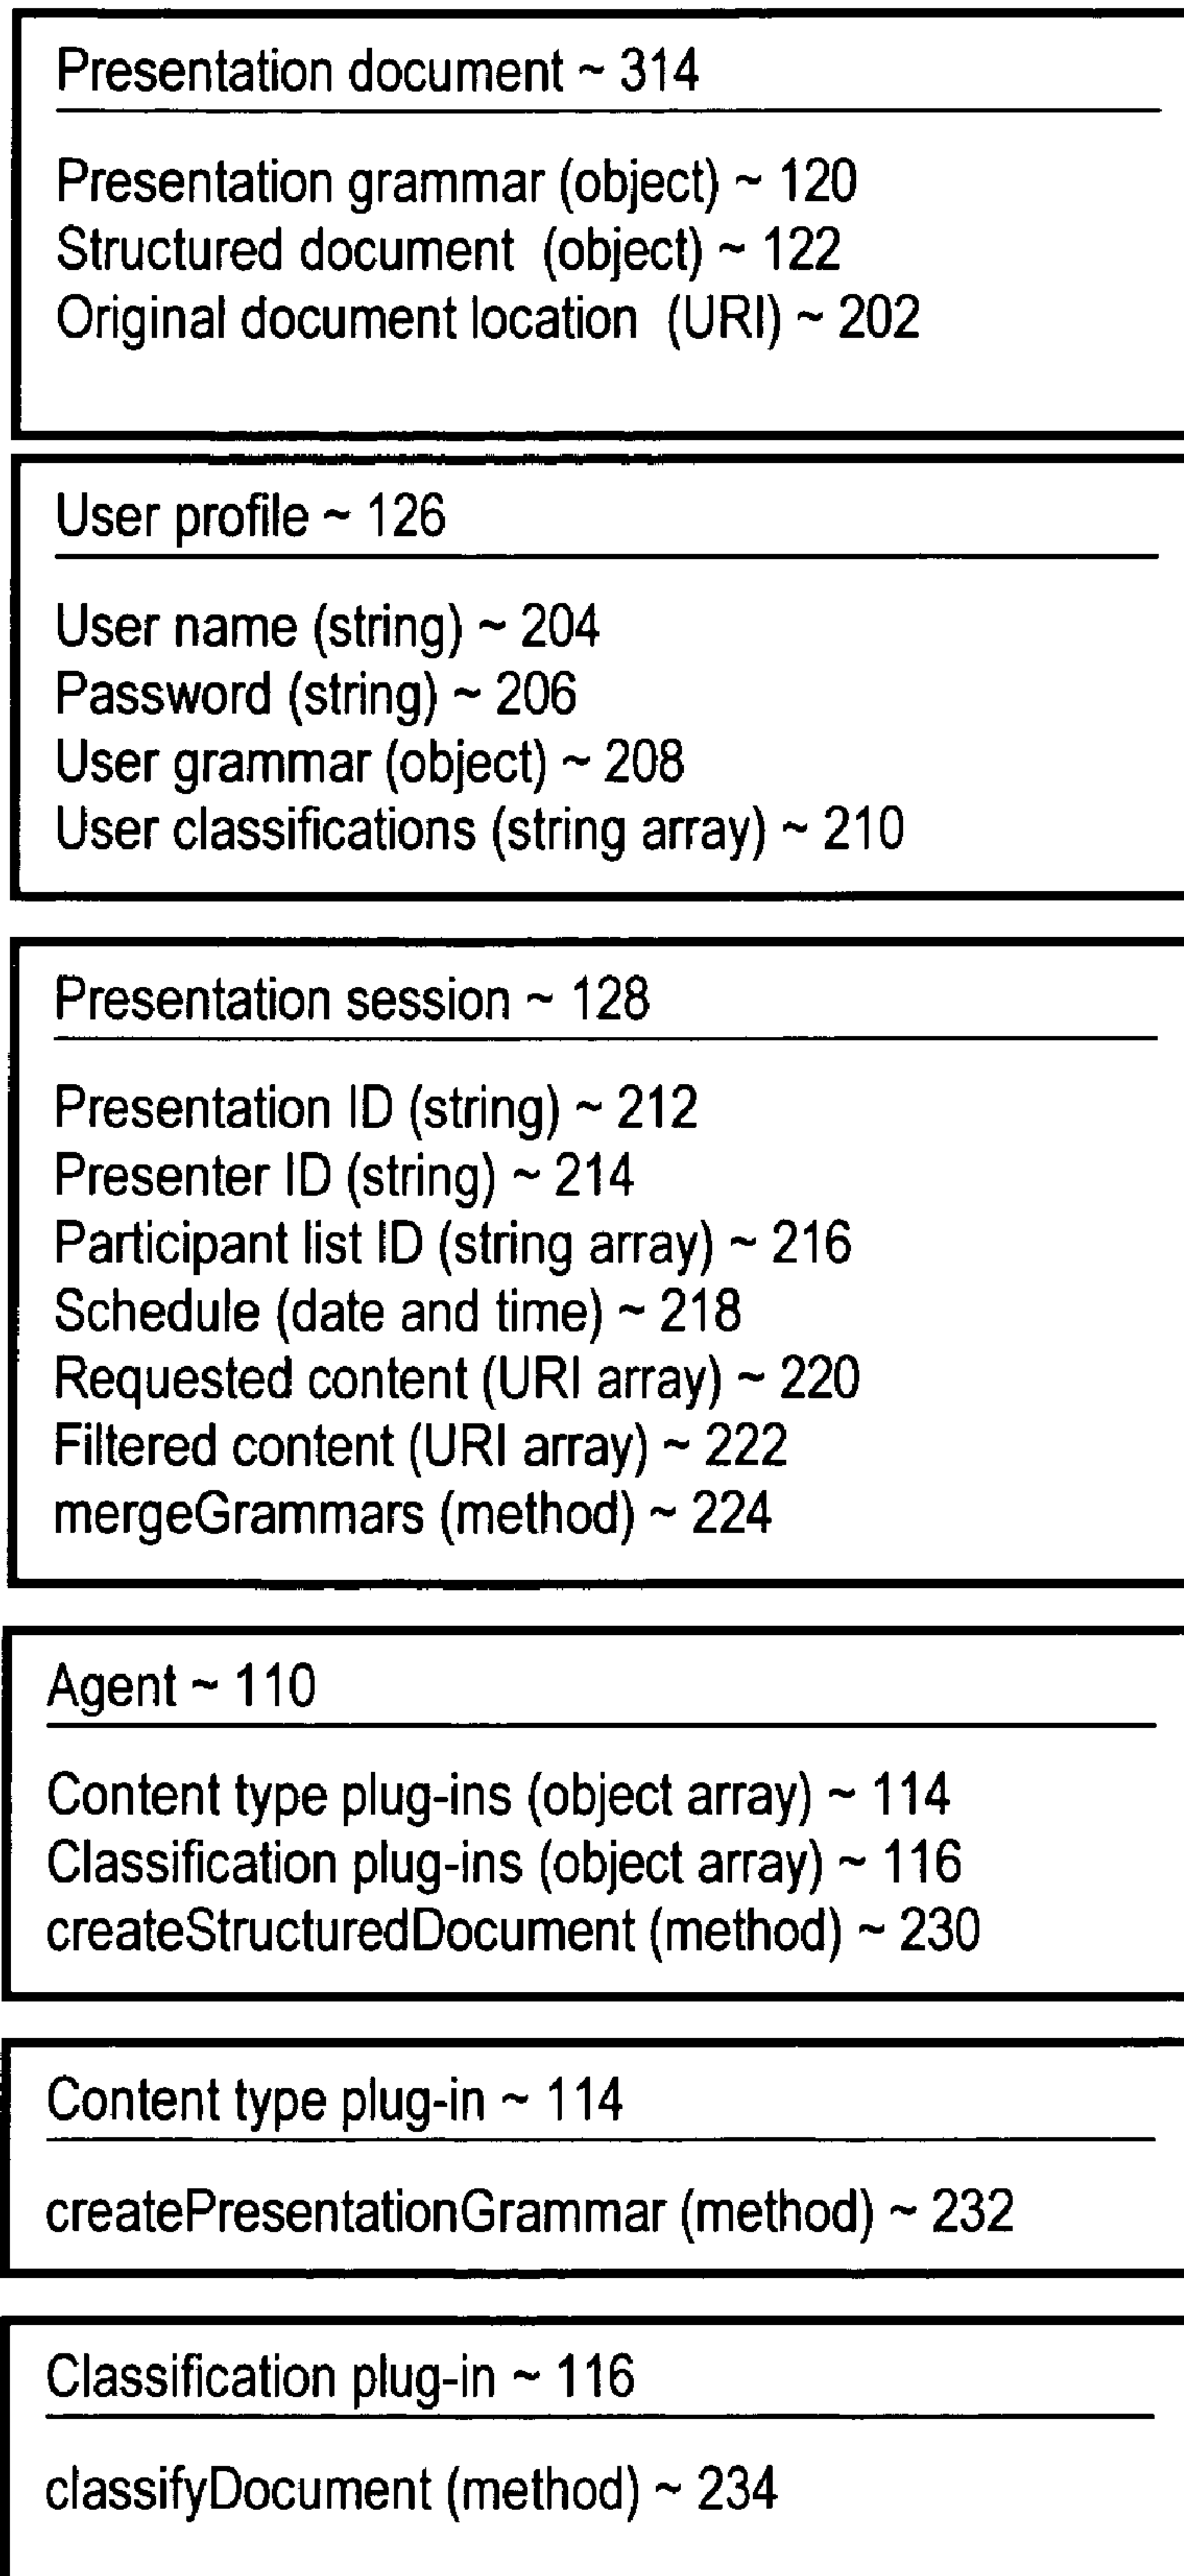 Presentation document ~ 314
Presentation grammar (object) ~ 120
Structured document (object) ~ 122
Original document location (URI) ~ 202
User profile ~ 126
User name (string) ~ 204
Password (string) ~ 206
User grammar (object) ~ 208
User classifications (string array) ~ 210
Presentation session ~ 128
Presentation ID (string) ~ 212
Presenter ID (string) ~ 214
Participant list ID (string array) ~ 216
Schedule (date and time) ~ 218
Requested content (URI array) ~ 220
Filtered content (URI array) ~ 222
mergeGrammars (method) ~ 224
Agent ~ 110
Content type plug-ins (object array) ~ 114
Classification plug-ins (object array) ~ 116
createStructuredDocument (method) ~ 230
Content type plug-in ~ 114
createPresentationGrammar (method) ~ 232
Classification plug-in ~ 116
classifyDocument (method) ~ 234